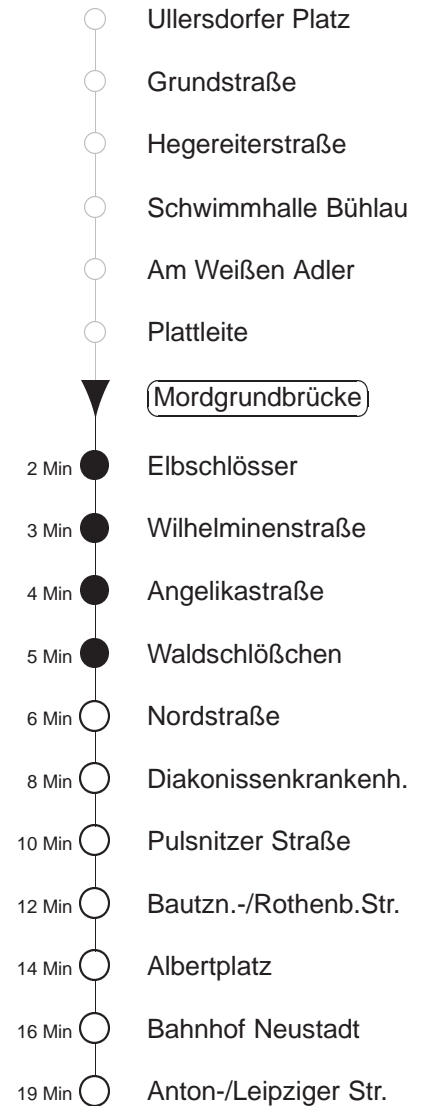 Ullersdorfer Platz
Grundstraße
Hegereiterstraße
Schwimmhalle Bühlau
Am Weißen Adler
Plattleite
Mordgrundbrücke
2 Min Elbschlösser
3 Min Wilhelminenstraße
4 Min Angelikastraße
5 Min Waldschlößchen
6 Min Nordstraße
8 Min Diakonissenkrankenh.
10 Min Pulsnitzer Straße
12 Min Bautzn.-/Rothenb.Str.
14 Min Albertplatz
16 Min Bahnhof Neustadt
19 Min Anton-/Leipziger Str.